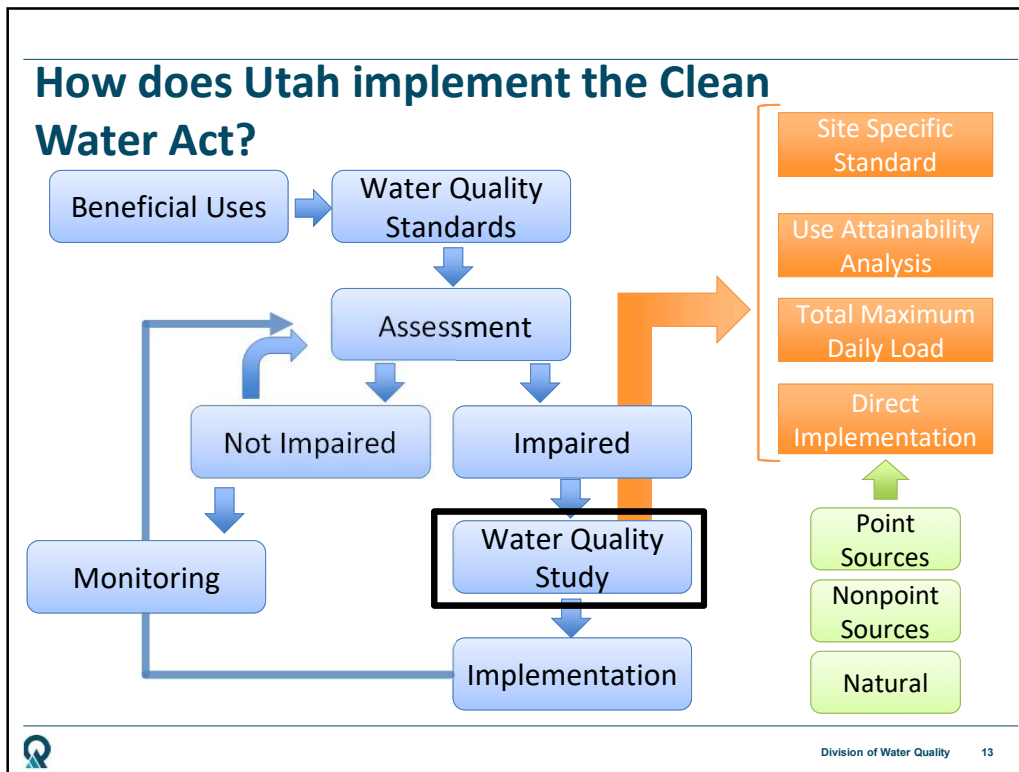 How does Utah implement the Clean
Water Act?
Beneficial Uses
Water Quality
Standards
Assessment
Not Impaired
Impaired
Monitoring
Water Quality
Study
Implementation
Site Specific
Standard
Use Attainability
Analysis
Total Maximum
Daily Load
Direct
Implementation
Point
Sources
Nonpoint
Sources
Natural
Division of Water Quality 13